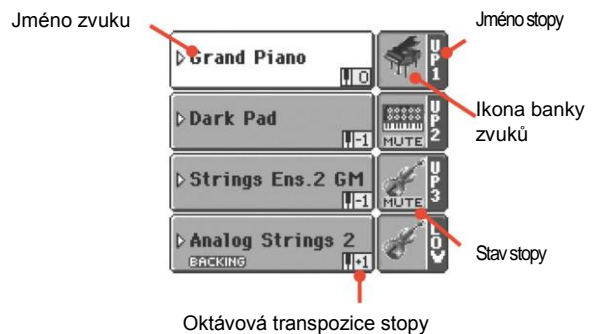 Jméno zvuku
Jméno stopy
Grand Piano
0
UP1
Ikona banky
zvuků
Dark Pad
-1
MUTE
UP2
Strings Ens.2 GM
-1
MUTE
UP3
Analog Strings 2
BACKING
+1
LOW
Stav stopy
Oktávová transpozice stopy